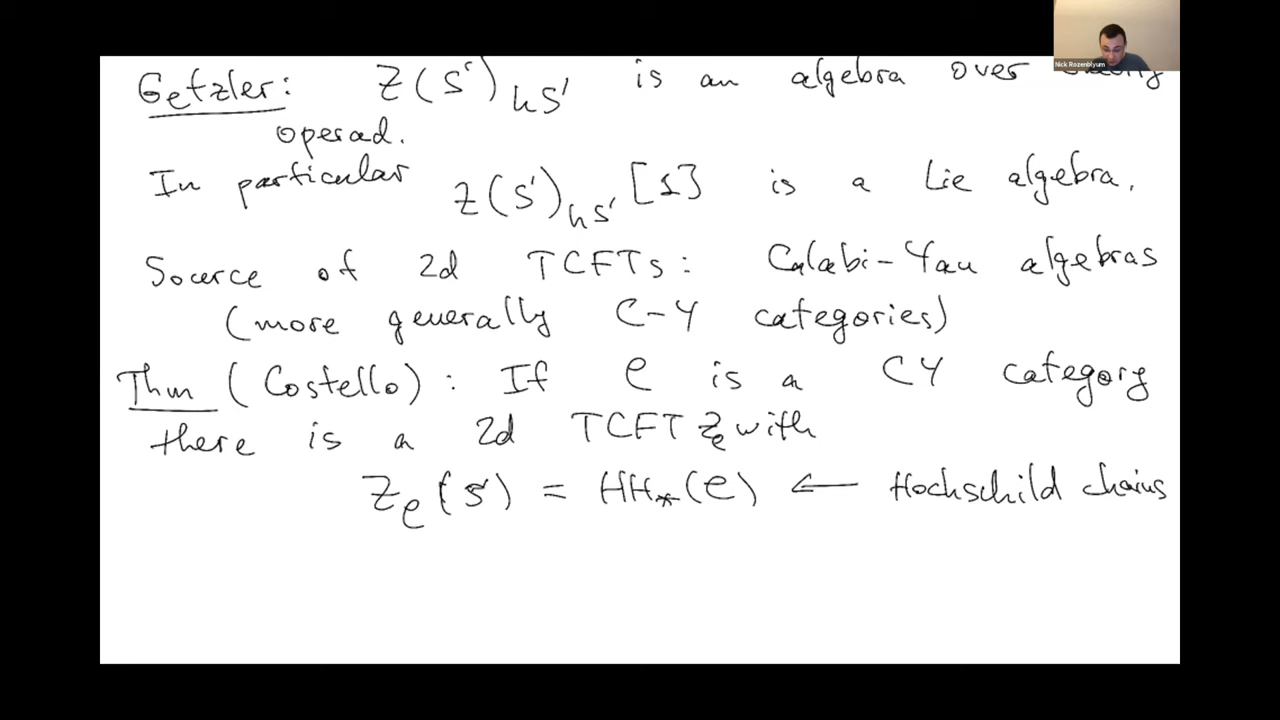 Getzler: Z(S¹)_{hS¹} is an algebra over
operad.
In particular Z(S¹)_{hS¹} [1] is a Lie algebra.
Source of 2d TCFTs: Calabi-Yau algebras
(more generally C-Y categories)
Thm (Costello): If C is a CY category
there is a 2d TCFT Z_C with
Z_C(S¹) = HH_*(C) ← Hochschild chains
Nick Rozenblyum